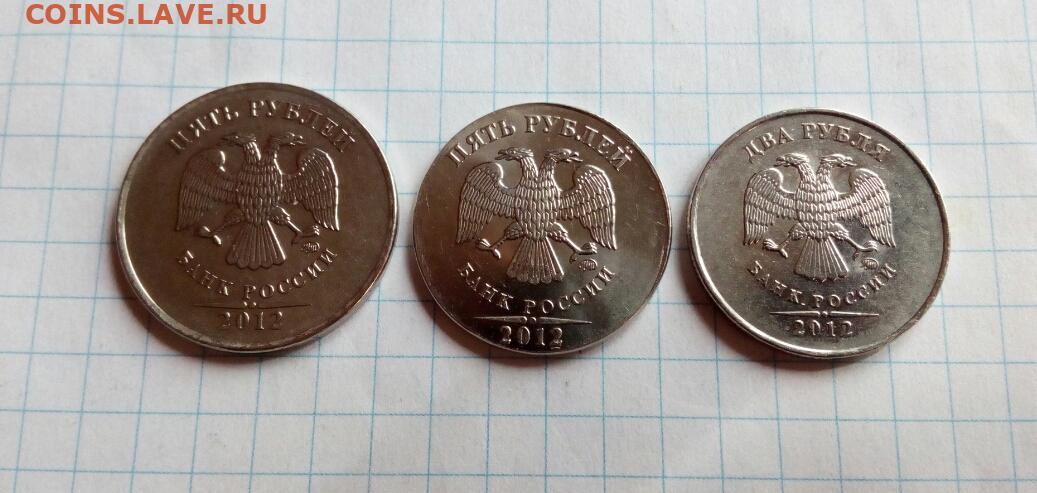 COINS.LAVE.RU
ПЯТЬ РУБЛЕЙ
БАНК РОССИИ
2012
ПЯТЬ РУБЛЕЙ
БАНК РОССИИ
2012
ДВА РУБЛЯ
БАНК РОССИИ
2012